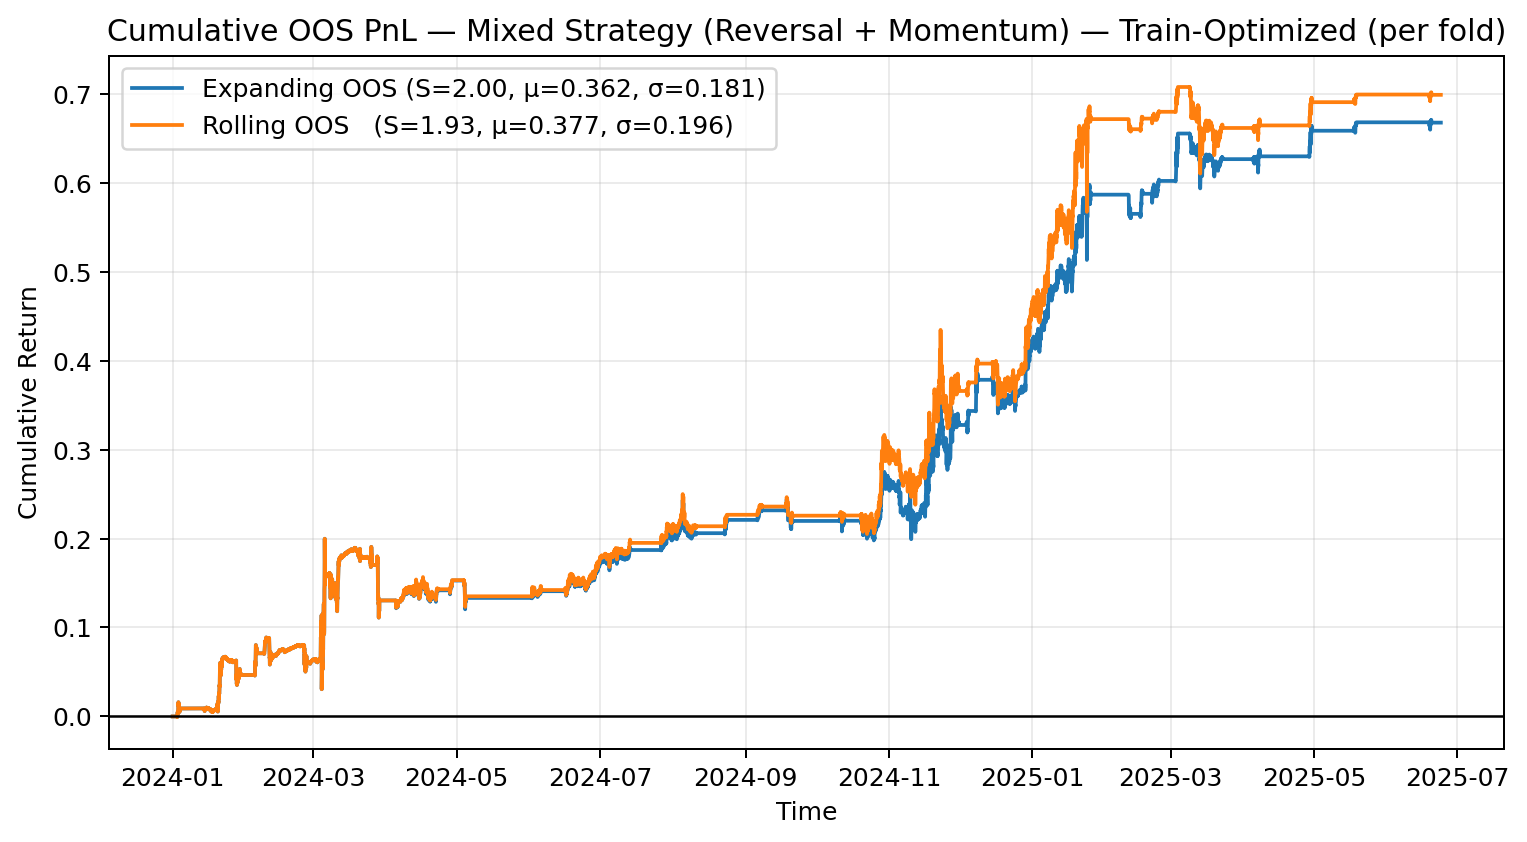 Cumulative OOS PnL — Mixed Strategy (Reversal + Momentum) — Train-Optimized (per fold)
Expanding OOS (S=2.00, μ=0.362, σ=0.181)
Rolling OOS   (S=1.93, μ=0.377, σ=0.196)
Cumulative Return
0.7
0.6
0.5
0.4
0.3
0.2
0.1
0.0
2024-01 2024-03 2024-05 2024-07 2024-09 2024-11 2025-01 2025-03 2025-05 2025-07
Time